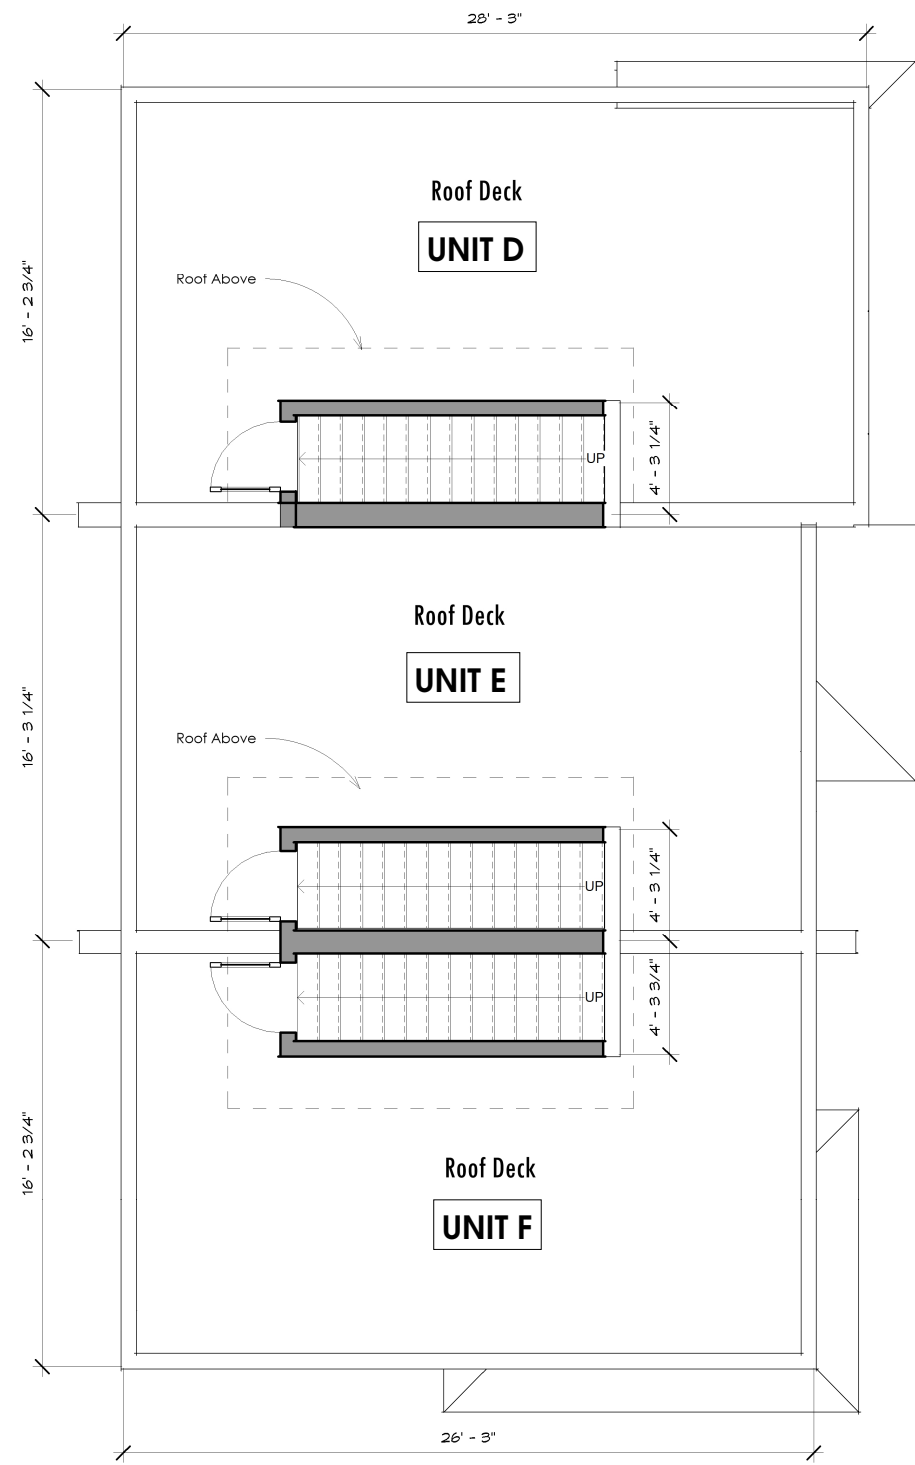 28' - 3"
Roof Deck
UNIT D
16' - 2 3/4"
Roof Above
4' - 3 1/4"
UP
Roof Deck
UNIT E
16' - 3 1/4"
Roof Above
4' - 3 1/4"
UP
4' - 3 3/4"
UP
16' - 2 3/4"
Roof Deck
UNIT F
26' - 3"